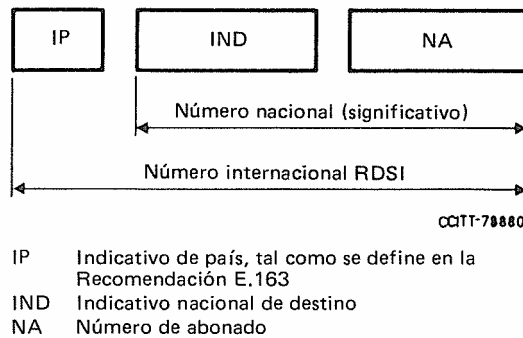 IP IND NA
Número nacional (significativo)
Número internacional RDSI
CCITT-79880
IP Indicativo de país, tal como se define en la
Recomendación E.163
IND Indicativo nacional de destino
NA Número de abonado